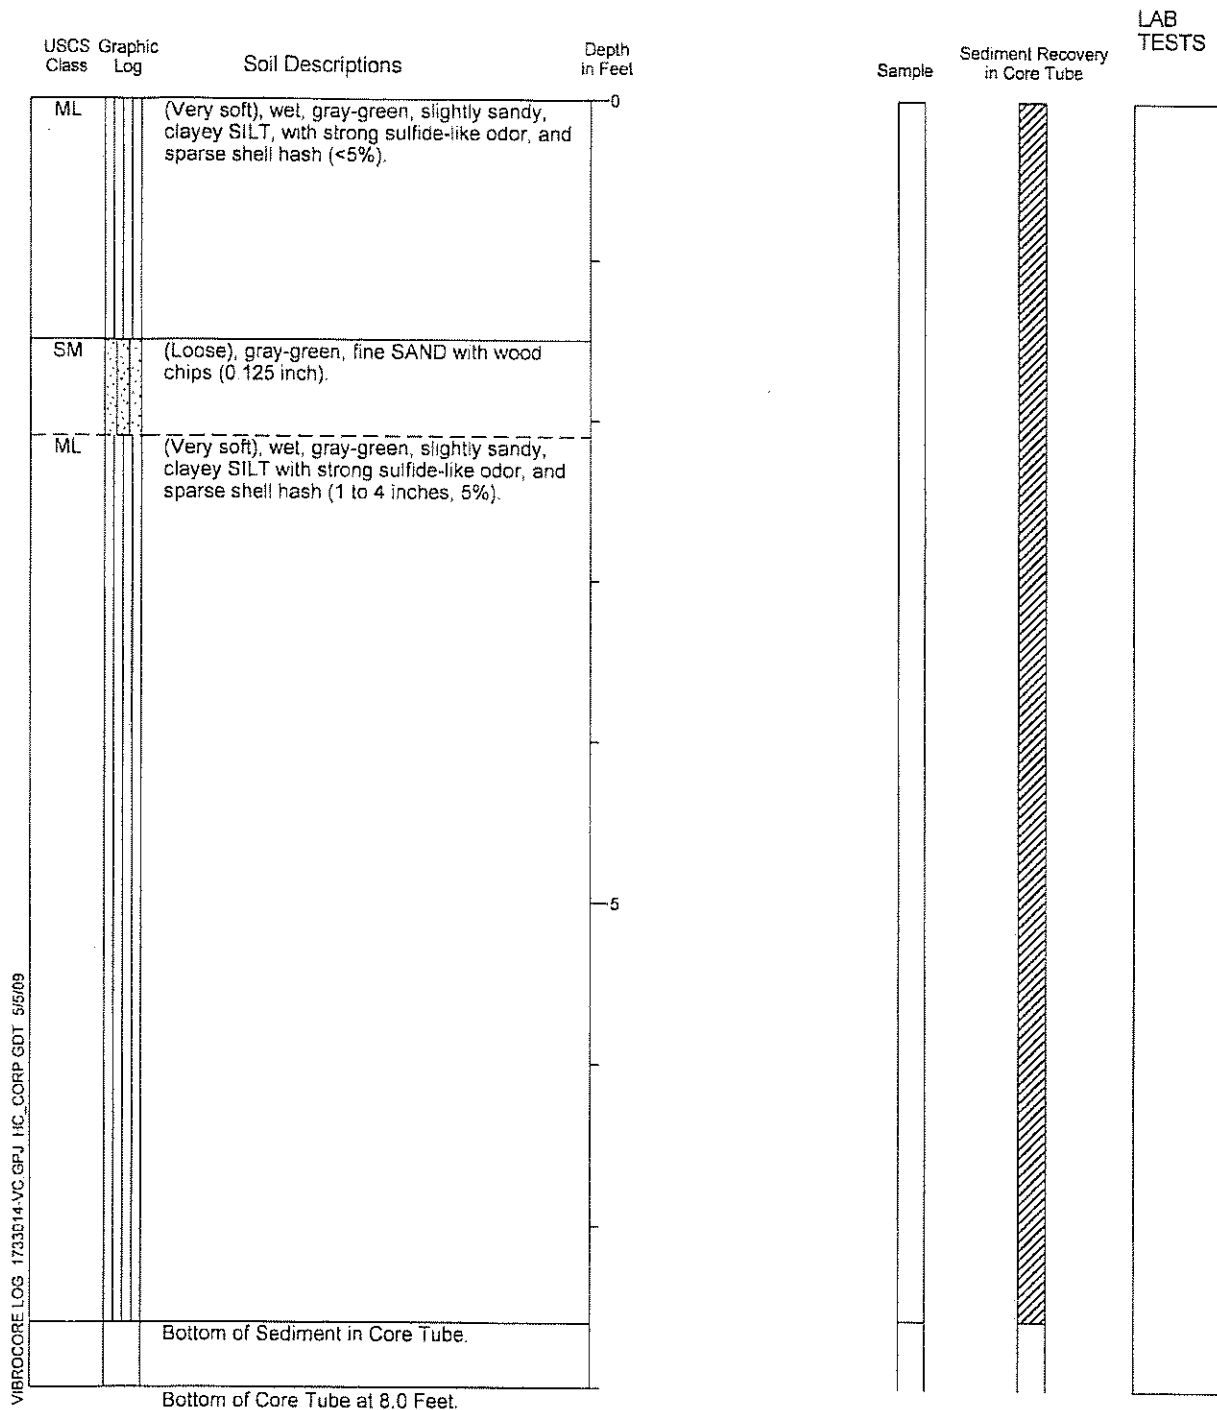 LAB
TESTS
USCS Graphic
Class Log
Soil Descriptions
Depth
in Feet
Sample
Sediment Recovery
in Core Tube
0
ML
(Very soft), wet, gray-green, slightly sandy,
clayey SILT, with strong sulfide-like odor, and
sparse shell hash (<5%).
SM
(Loose), gray-green, fine SAND with wood
chips (0.125 inch).
ML
(Very soft), wet, gray-green, slightly sandy,
clayey SILT with strong sulfide-like odor, and
sparse shell hash (1 to 4 inches, 5%).
5
Bottom of Sediment in Core Tube.
Bottom of Core Tube at 8.0 Feet.
VIBROCORE LOG 1733014-VC.GPJ HC_CORP.GDT 5/5/09